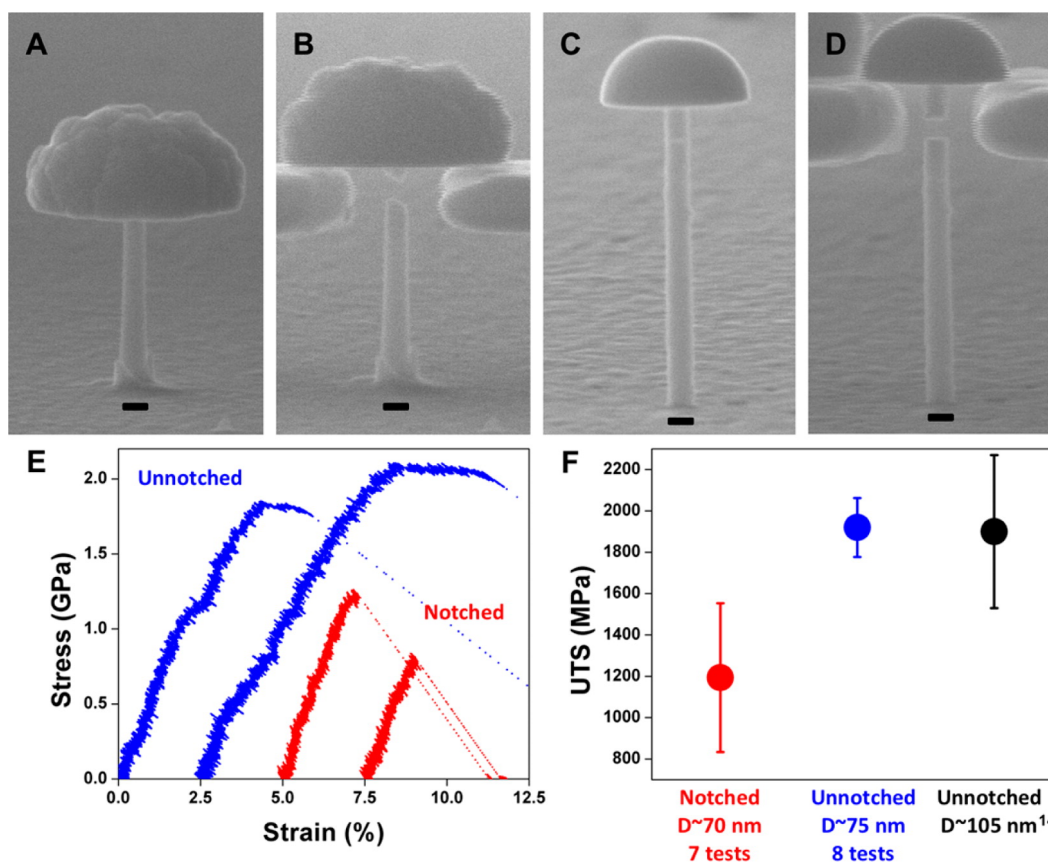 A
B
C
D
E
Unnotched
Notched
Stress (GPa)
2.0
1.5
1.0
0.5
0.0
0.0 2.5 5.0 7.5 10.0 12.5
Strain (%)
F
UTS (MPa)
2200
2000
1800
1600
1400
1200
1000
800
Notched
D~70 nm
7 tests
Unnotched
D~75 nm
8 tests
Unnotched
D~105 nm